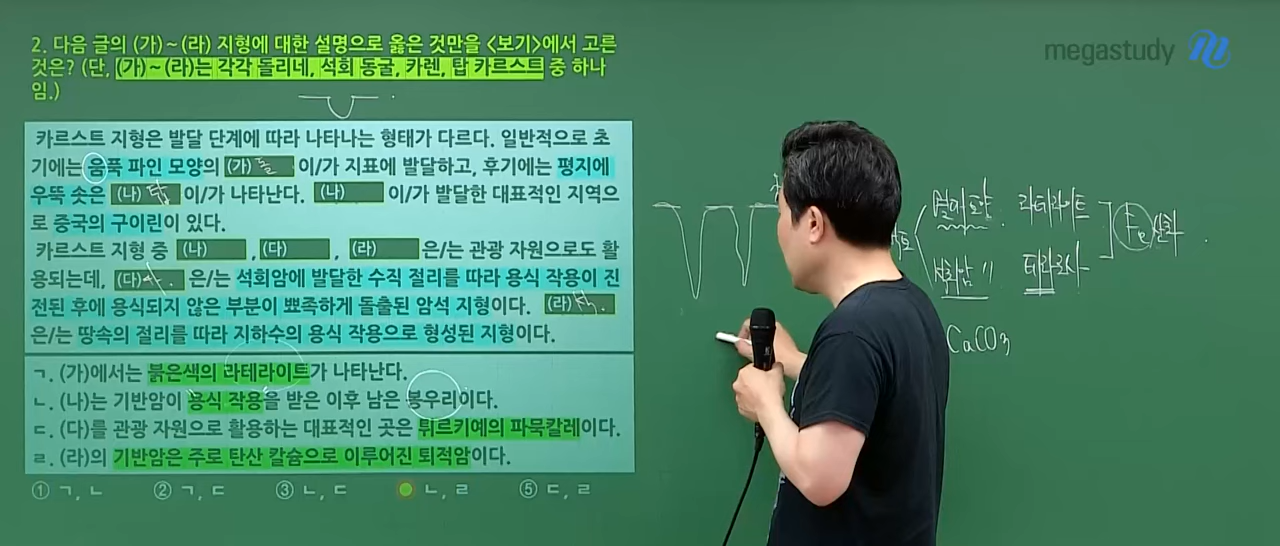 2. 다음 글의 (가)~(라) 지형에 대한 설명으로 옳은 것만을 <보기>에서 고른
것은? (단, (가)~(라)는 각각 돌리네, 석회 동굴, 카렌, 탑 카르스트 중 하나
임.)
megastudy
카르스트 지형은 발달 단계에 따라 나타나는 형태가 다르다. 일반적으로 초
기에는 움푹 파인 모양의 (가) 돌 이/가 지표에 발달하고, 후기에는 평지에
우뚝 솟은 (나) 탑 이/가 나타난다. (나) 이/가 발달한 대표적인 지역으
로 중국의 구이린이 있다.
카르스트 지형 중 (나) , (다) , (라) 은/는 관광 자원으로도 활
용되는데, (다) 은/는 석회암에 발달한 수직 절리를 따라 용식 작용이 진
전된 후에 용식되지 않은 부분이 뾰족하게 돌출된 암석 지형이다. (라) 석.
은/는 땅속의 절리를 따라 지하수의 용식 작용으로 형성된 지형이다.
ㄱ. (가)에서는 붉은색의 라테라이트가 나타난다.
ㄴ. (나)는 기반암이 용식 작용을 받은 이후 남은 봉우리이다.
ㄷ. (다)를 관광 자원으로 활용하는 대표적인 곳은 튀르키예의 파묵칼레이다.
ㄹ. (라)의 기반암은 주로 탄산 칼슘으로 이루어진 퇴적암이다.
① ㄱ, ㄴ ② ㄱ, ㄷ ③ ㄴ, ㄷ ㄴ, ㄹ ⑤ ㄷ, ㄹ
라테라이트
석회암 〃 테라로사
Fe 산화
CaCO3